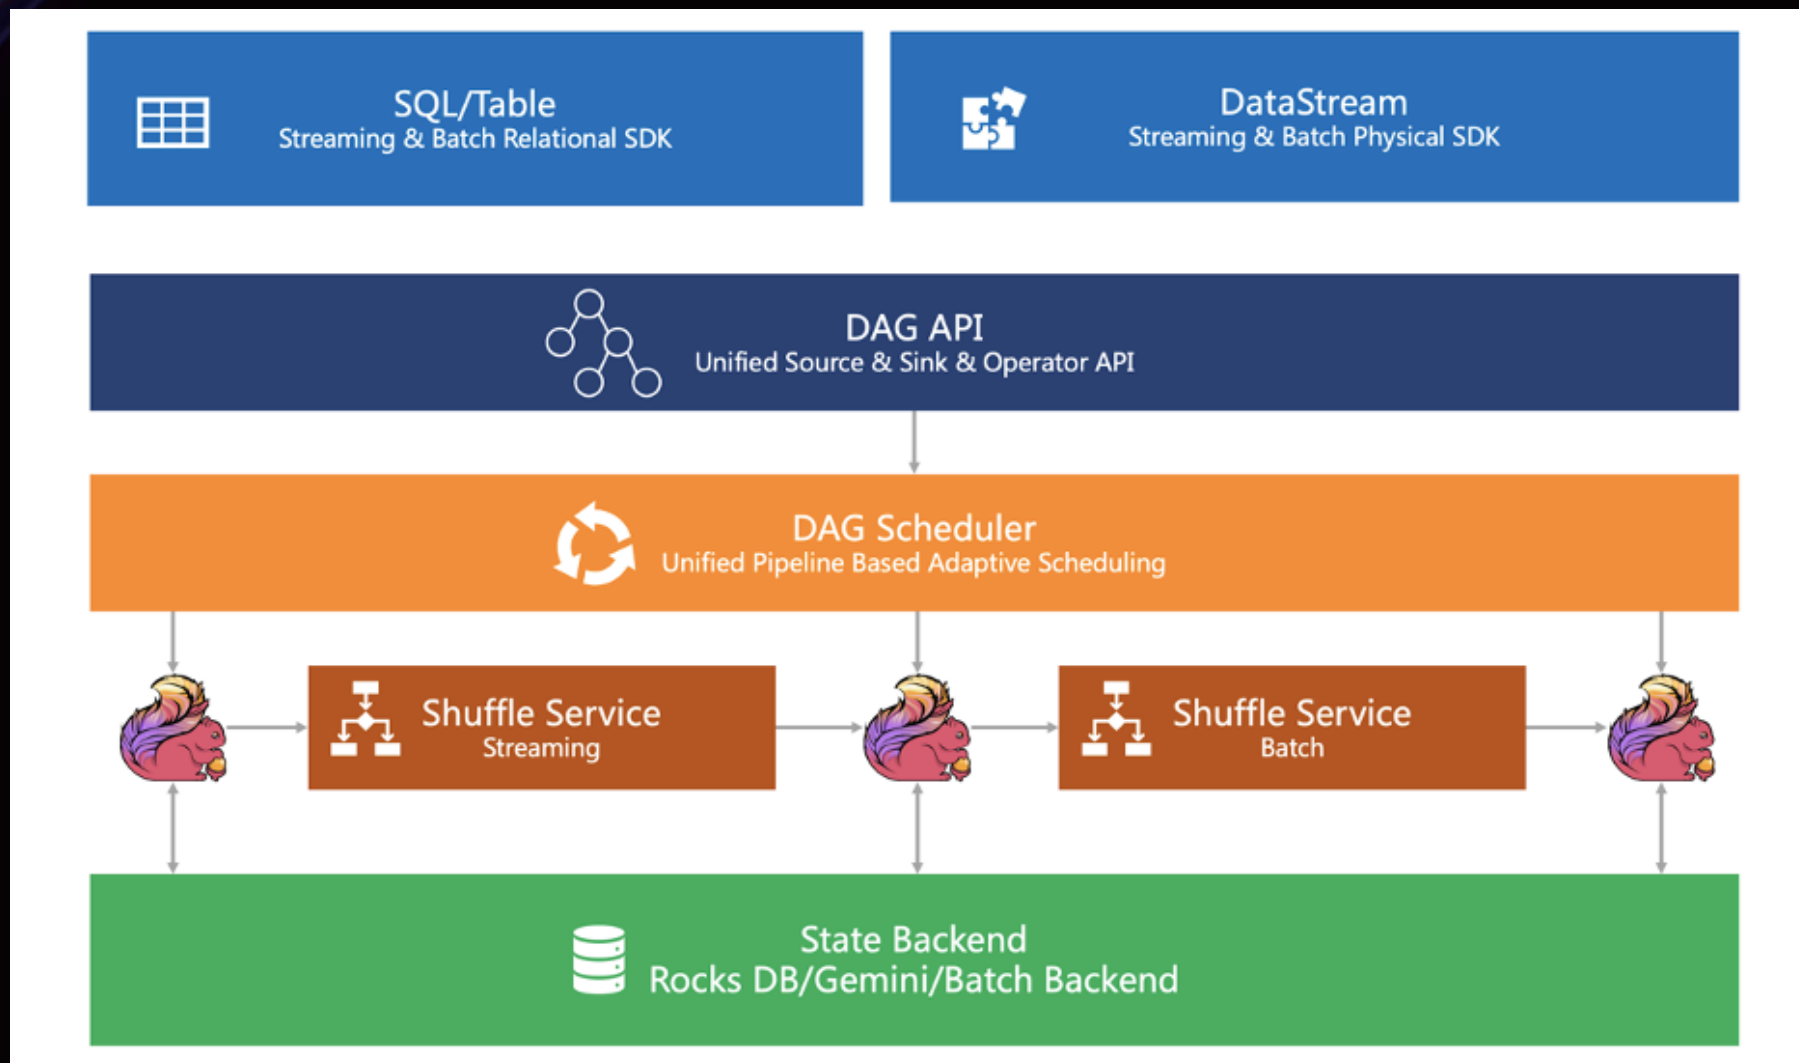 SQL/Table
Streaming & Batch Relational SDK
DataStream
Streaming & Batch Physical SDK
DAG API
Unified Source & Sink & Operator API
DAG Scheduler
Unified Pipeline Based Adaptive Scheduling
Shuffle Service
Streaming
Shuffle Service
Batch
State Backend
Rocks DB/Gemini/Batch Backend